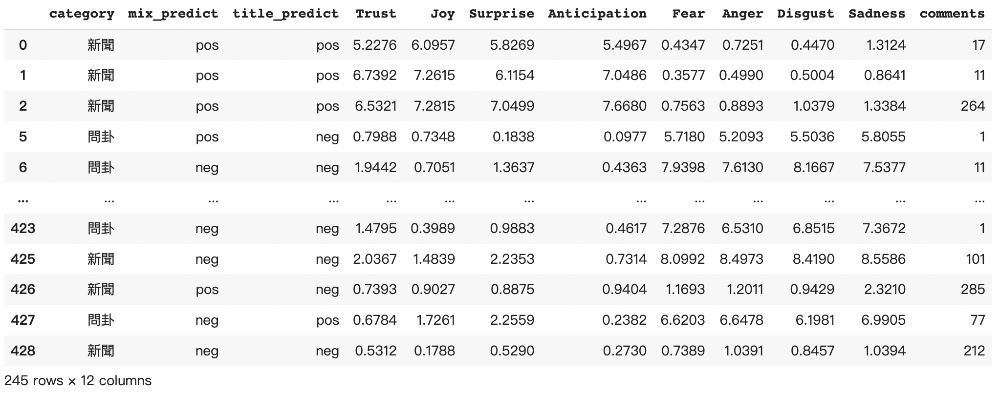 category mix_predict title_predict Trust Joy Surprise Anticipation Fear Anger Disgust Sadness comments
0 新聞 pos pos 5.2276 6.0957 5.8269 5.4967 0.4347 0.7251 0.4470 1.3124 17
1 新聞 pos pos 6.7392 7.2615 6.1154 7.0486 0.3577 0.4990 0.5004 0.8641 11
2 新聞 pos pos 6.5321 7.2815 7.0499 7.6680 0.7563 0.8893 1.0379 1.3384 264
5 問卦 pos neg 0.7988 0.7348 0.1838 0.0977 5.7180 5.2093 5.5036 5.8055 1
6 問卦 neg neg 1.9442 0.7051 1.3637 0.4363 7.9398 7.6130 8.1667 7.5377 11
... ... ... ... ... ... ... ... ... ... ... ... ...
423 問卦 neg neg 1.4795 0.3989 0.9883 0.4617 7.2876 6.5310 6.8515 7.3672 1
425 新聞 neg neg 2.0367 1.4839 2.2353 0.7314 8.0992 8.4973 8.4190 8.5586 101
426 新聞 pos neg 0.7393 0.9027 0.8875 0.9404 1.1693 1.2011 0.9429 2.3210 285
427 問卦 neg pos 0.6784 1.7261 2.2559 0.2382 6.6203 6.6478 6.1981 6.9905 77
428 新聞 neg neg 0.5312 0.1788 0.5290 0.2730 0.7389 1.0391 0.8457 1.0394 212
245 rows × 12 columns